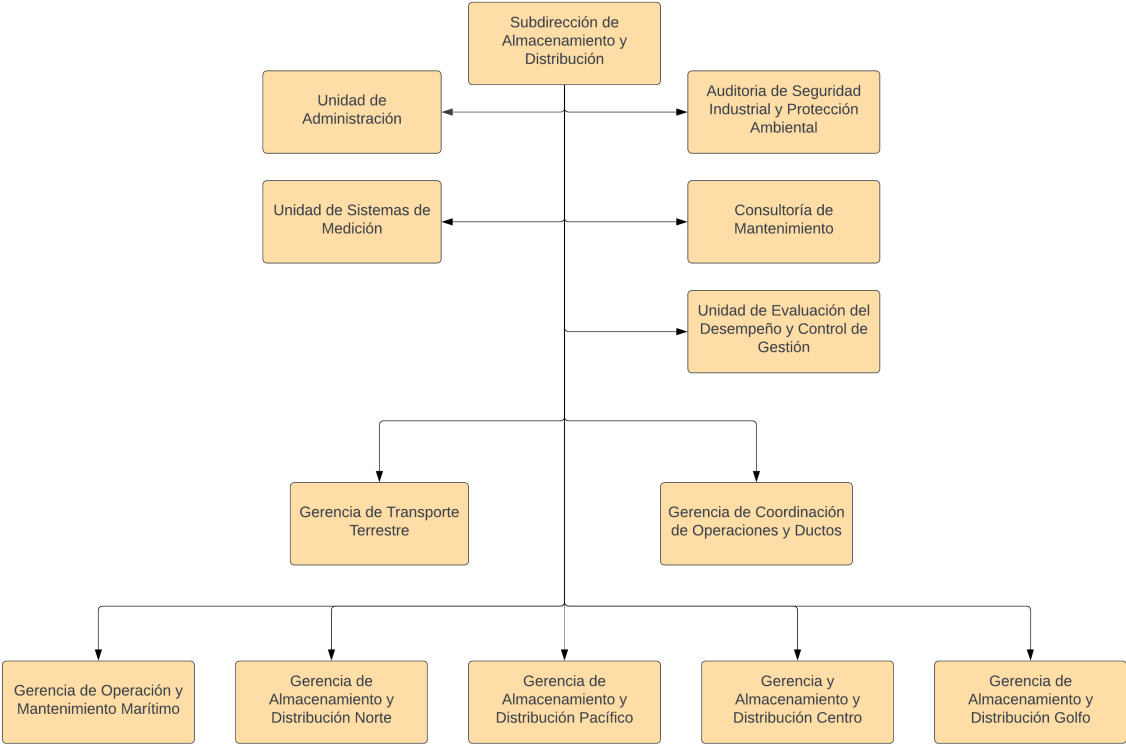 Subdirección de
Almacenamiento y
Distribución
Unidad de
Administración
Auditoria de Seguridad
Industrial y Protección
Ambiental
Unidad de Sistemas de
Medición
Consultoría de
Mantenimiento
Unidad de Evaluación del
Desempeño y Control de
Gestión
Gerencia de Transporte
Terrestre
Gerencia de Coordinación
de Operaciones y Ductos
Gerencia de Operación y
Mantenimiento Marítimo
Gerencia de
Almacenamiento y
Distribución Norte
Gerencia de
Almacenamiento y
Distribución Pacífico
Gerencia y
Almacenamiento y
Distribución Centro
Gerencia de
Almacenamiento y
Distribución Golfo